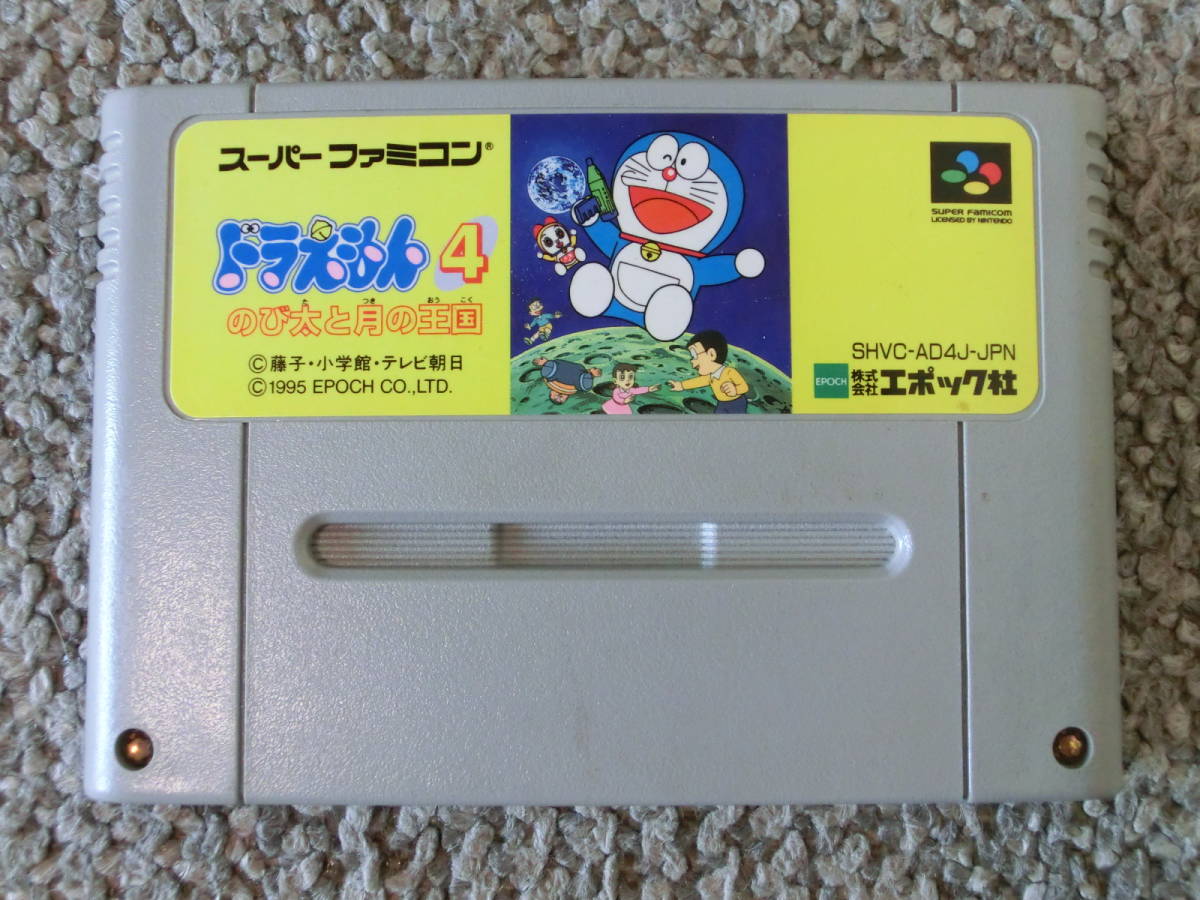 スーパーファミコン®
ドラえもん4
た つき おう こく
のび太と月の王国
©藤子・小学館・テレビ朝日
©1995 EPOCH CO.,LTD.
SUPER FAMICOM
LICENSED BY NINTENDO
SHVC-AD4J-JPN
EPOCH 株式会社エポック社